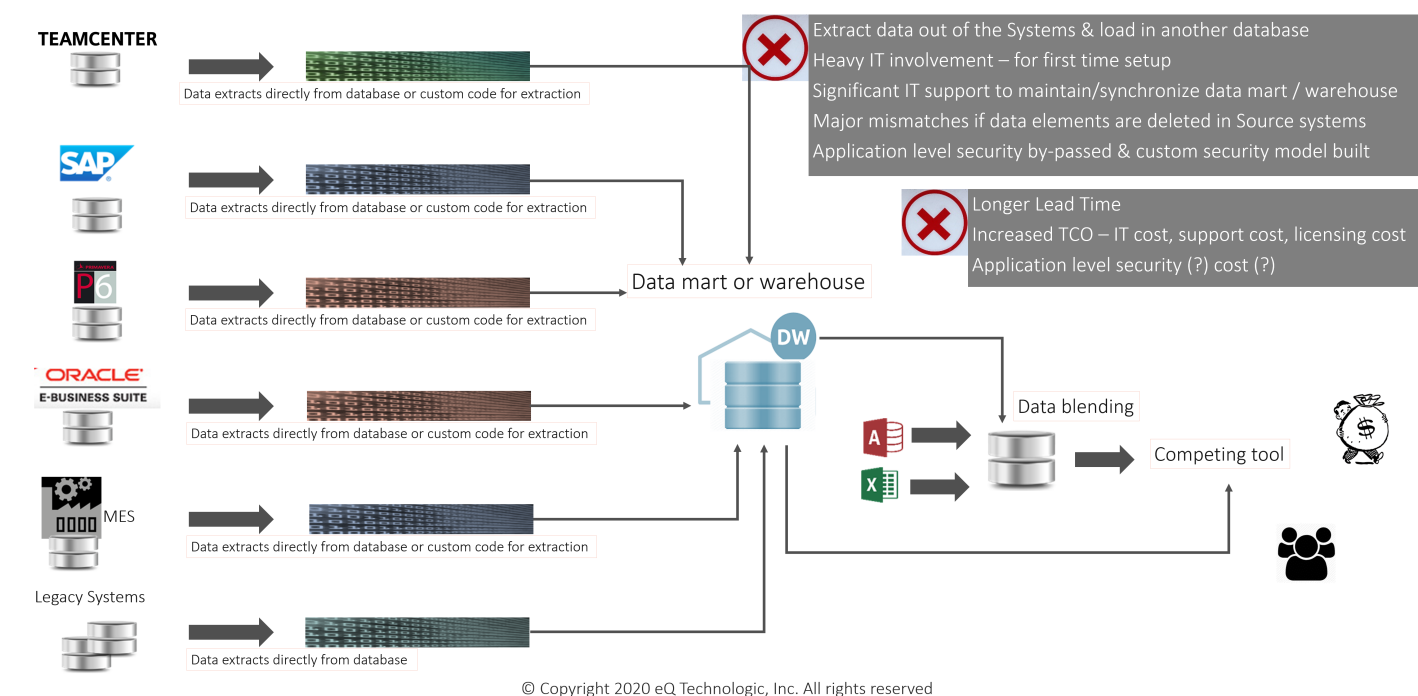 TEAMCENTER
Data extracts directly from database or custom code for extraction
Extract data out of the Systems & load in another database
Heavy IT involvement – for first time setup
Significant IT support to maintain/synchronize data mart / warehouse
Major mismatches if data elements are deleted in Source systems
Application level security by-passed & custom security model built
SAP
Data extracts directly from database or custom code for extraction
Longer Lead Time
Increased TCO – IT cost, support cost, licensing cost
Application level security (?) cost (?)
P6
Data extracts directly from database or custom code for extraction
Data mart or warehouse
DW
ORACLE
E-BUSINESS SUITE
Data extracts directly from database or custom code for extraction
Data blending
A
X
Competing tool
$
MES
Data extracts directly from database or custom code for extraction
Legacy Systems
Data extracts directly from database
© Copyright 2020 eQ Technologic, Inc. All rights reserved